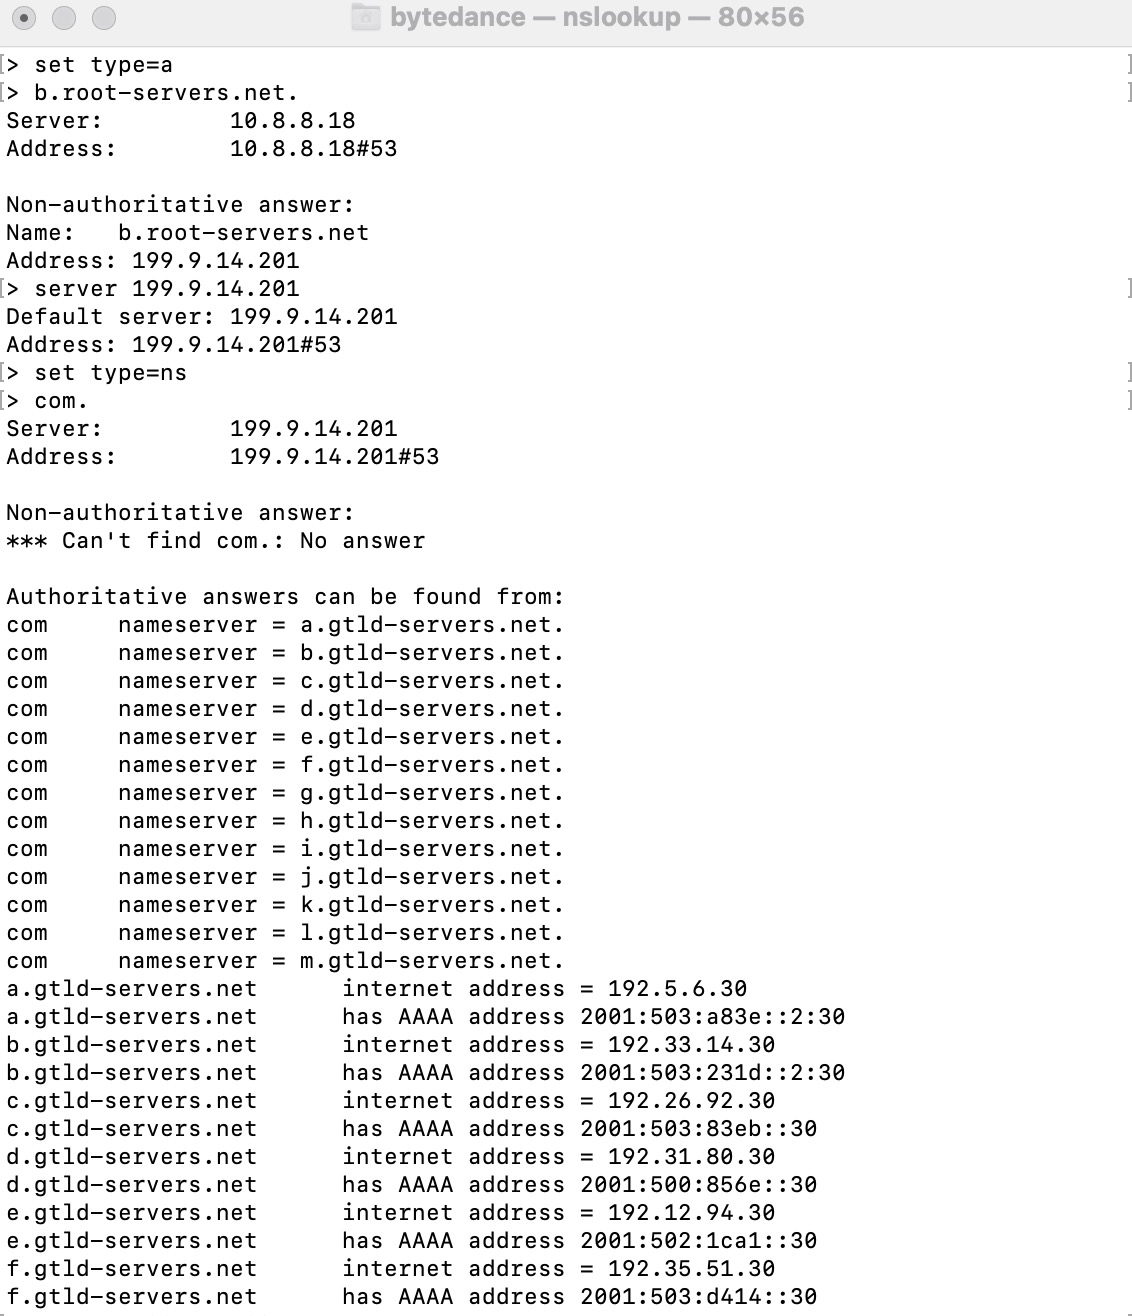 bytedance — nslookup — 80×56
[> set type=a ]
[> b.root-servers.net. ]
Server:		10.8.8.18
Address:	10.8.8.18#53

Non-authoritative answer:
Name:	b.root-servers.net
Address: 199.9.14.201
[> server 199.9.14.201 ]
Default server: 199.9.14.201
Address: 199.9.14.201#53
[> set type=ns ]
[> com. ]
Server:		199.9.14.201
Address:	199.9.14.201#53

Non-authoritative answer:
*** Can't find com.: No answer

Authoritative answers can be found from:
com	nameserver = a.gtld-servers.net.
com	nameserver = b.gtld-servers.net.
com	nameserver = c.gtld-servers.net.
com	nameserver = d.gtld-servers.net.
com	nameserver = e.gtld-servers.net.
com	nameserver = f.gtld-servers.net.
com	nameserver = g.gtld-servers.net.
com	nameserver = h.gtld-servers.net.
com	nameserver = i.gtld-servers.net.
com	nameserver = j.gtld-servers.net.
com	nameserver = k.gtld-servers.net.
com	nameserver = l.gtld-servers.net.
com	nameserver = m.gtld-servers.net.
a.gtld-servers.net	internet address = 192.5.6.30
a.gtld-servers.net	has AAAA address 2001:503:a83e::2:30
b.gtld-servers.net	internet address = 192.33.14.30
b.gtld-servers.net	has AAAA address 2001:503:231d::2:30
c.gtld-servers.net	internet address = 192.26.92.30
c.gtld-servers.net	has AAAA address 2001:503:83eb::30
d.gtld-servers.net	internet address = 192.31.80.30
d.gtld-servers.net	has AAAA address 2001:500:856e::30
e.gtld-servers.net	internet address = 192.12.94.30
e.gtld-servers.net	has AAAA address 2001:502:1ca1::30
f.gtld-servers.net	internet address = 192.35.51.30
f.gtld-servers.net	has AAAA address 2001:503:d414::30